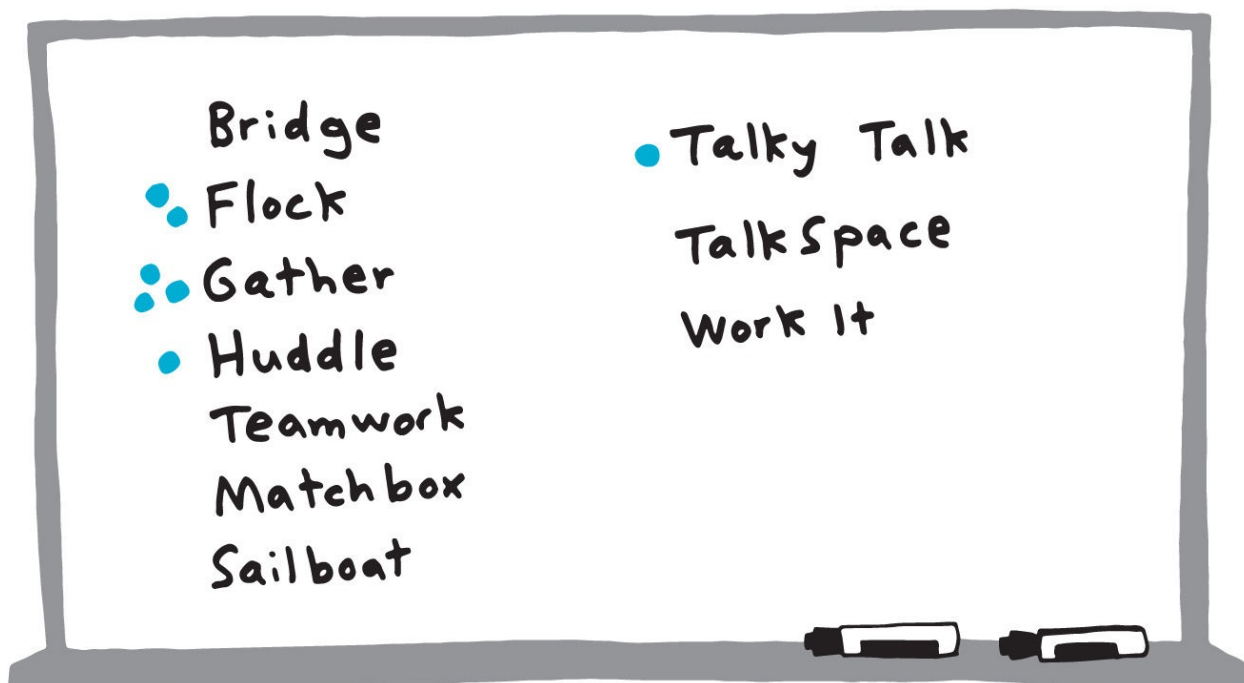 Bridge
Flock
Gather
Huddle
Teamwork
Matchbox
Sailboat
Talky Talk
TalkSpace
Work It